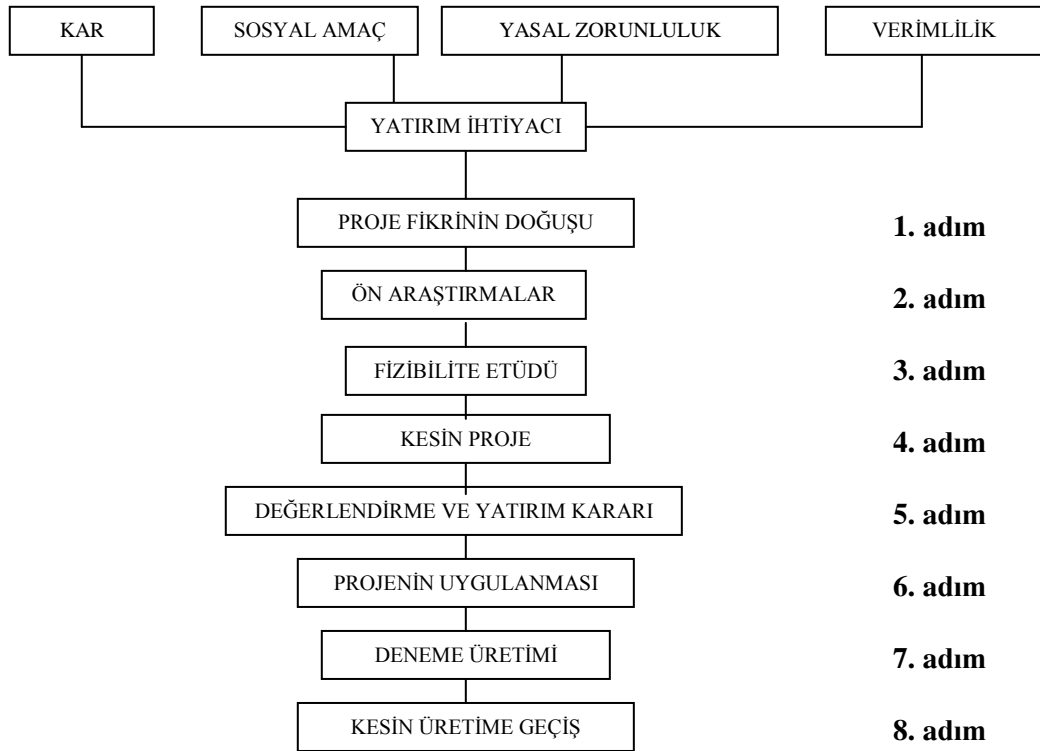 KAR
SOSYAL AMAÇ
YASAL ZORUNLULUK
VERİMLİLİK
YATIRIM İHTİYACI
PROJE FİKRİNİN DOĞUŞU
1. adım
ÖN ARAŞTIRMALAR
2. adım
FİZİBİLİTE ETÜDÜ
3. adım
KESİN PROJE
4. adım
DEĞERLENDİRME VE YATIRIM KARARI
5. adım
PROJENİN UYGULANMASI
6. adım
DENEME ÜRETİMİ
7. adım
KESİN ÜRETİME GEÇİŞ
8. adım